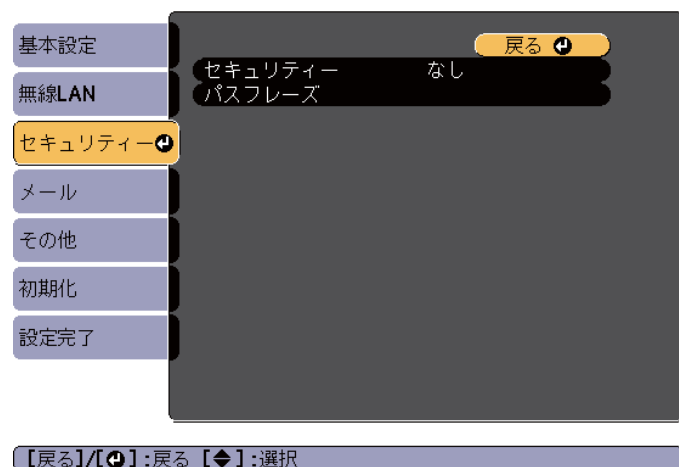 基本設定
無線LAN
セキュリティー
メール
その他
初期化
設定完了
戻る
セキュリティー なし
パスフレーズ
[戻る]/[⏎]:戻る [◆]:選択